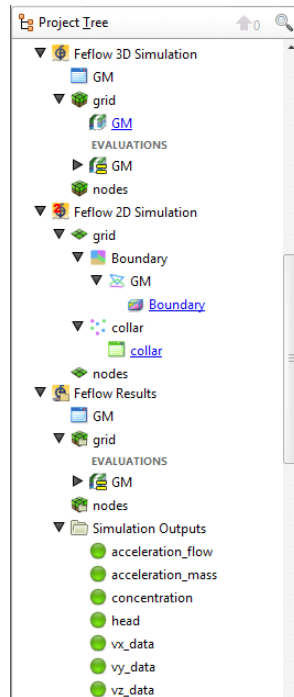 Project Tree
0
Feflow 3D Simulation
GM
grid
GM
EVALUATIONS
GM
nodes
Feflow 2D Simulation
grid
Boundary
GM
Boundary
collar
collar
nodes
Feflow Results
GM
grid
EVALUATIONS
GM
nodes
Simulation Outputs
acceleration_flow
acceleration_mass
concentration
head
vx_data
vy_data
vz_data